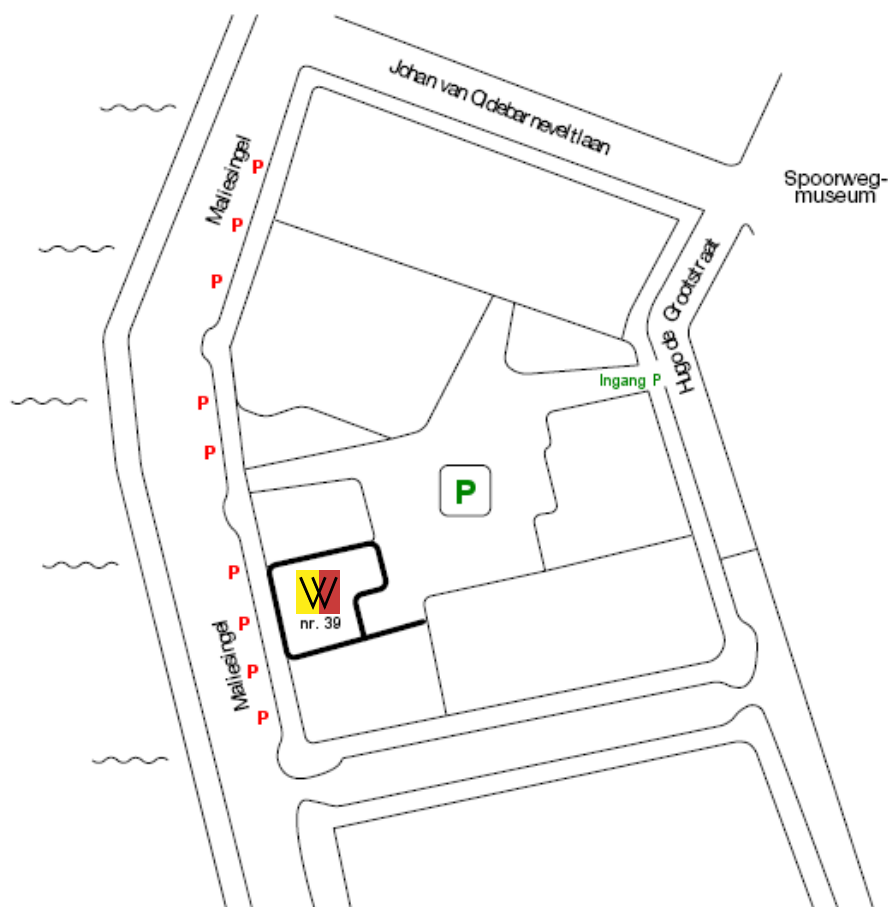 Johan van Oldebarneveltlaan
Spoorweg-
museum
Maliesingel
P
P
P
Hugo de Grootstraat
Ingang P
P
P
P
W
nr. 39
P
P
P
P
Maliesingel